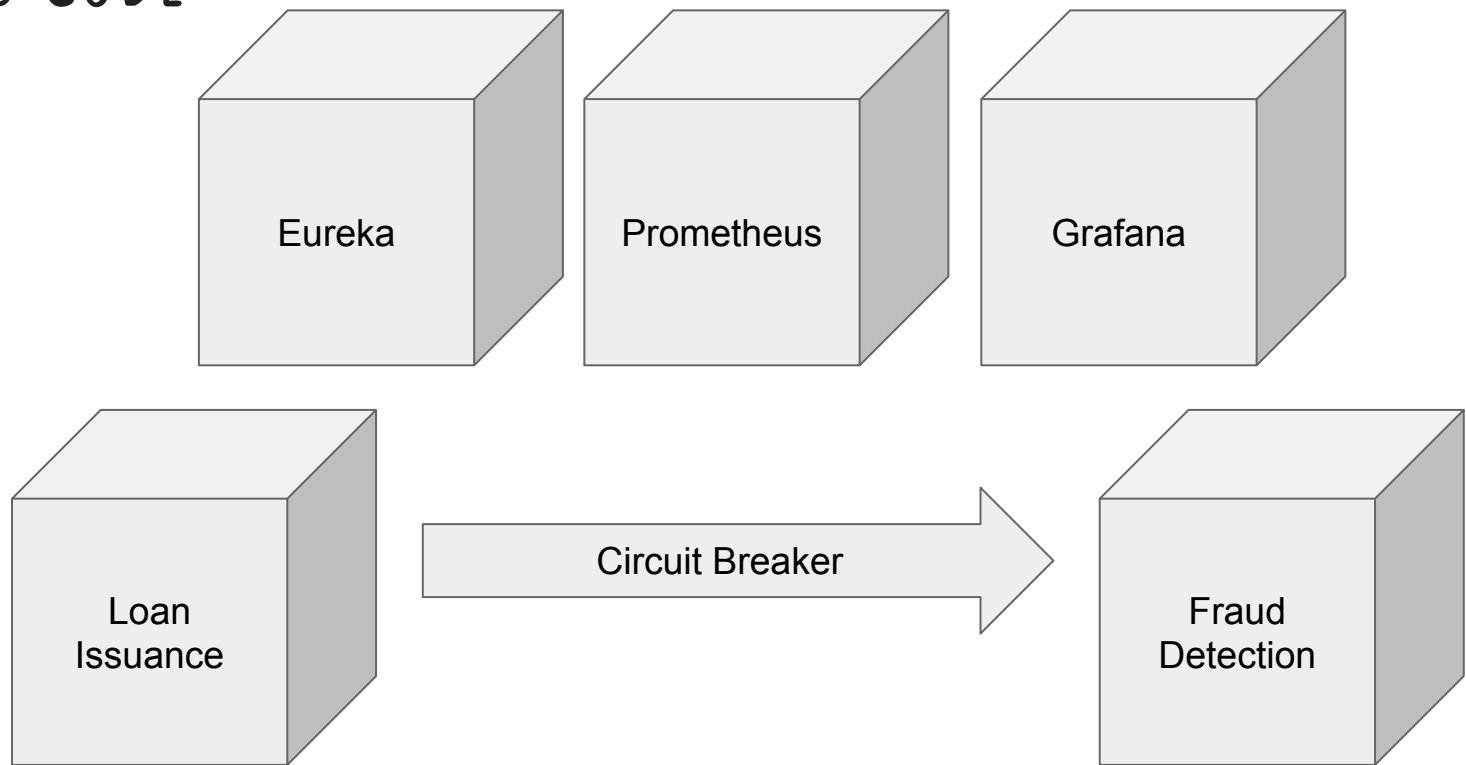 Eureka
Prometheus
Grafana
Circuit Breaker
Loan
Issuance
Fraud
Detection